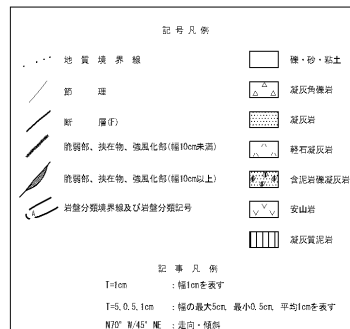 記号凡例
地質境界線
節理
断層(F)
脆弱部、挟在物、強風化部(幅10cm未満)
脆弱部、挟在物、強風化部(幅10cm以上)
A 岩盤分類境界線及び岩盤分類記号
礫・砂・粘土
凝灰角礫岩
凝灰岩
軽石凝灰岩
含泥岩礫凝灰岩
安山岩
凝灰質泥岩
記事凡例
T=1cm :幅1cmを表す
T=5,0.5,1cm :幅の最大5cm、最小0.5cm、平均1cmを表す
N70° W/45° NE :走向・傾斜